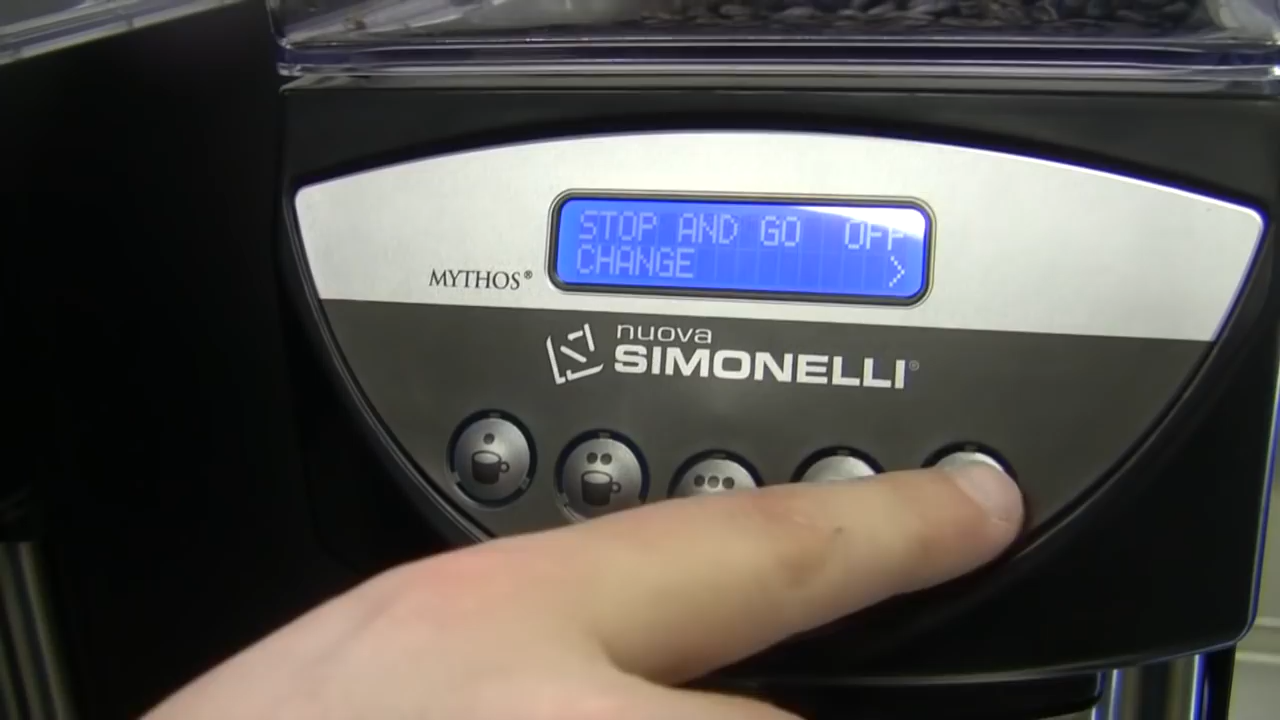 STOP AND GO OFF
CHANGE >
MYTHOS®
nuova
SIMONELLI®